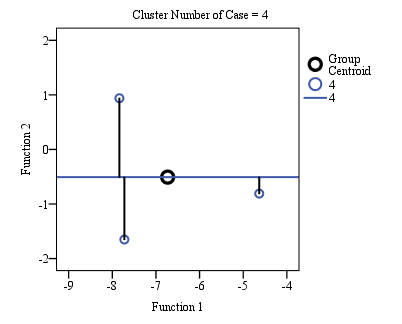 Cluster Number of Case = 4
Group
Centroid
4
4
Function 2
2
1
0
-1
-2
-9 -8 -7 -6 -5 -4
Function 1